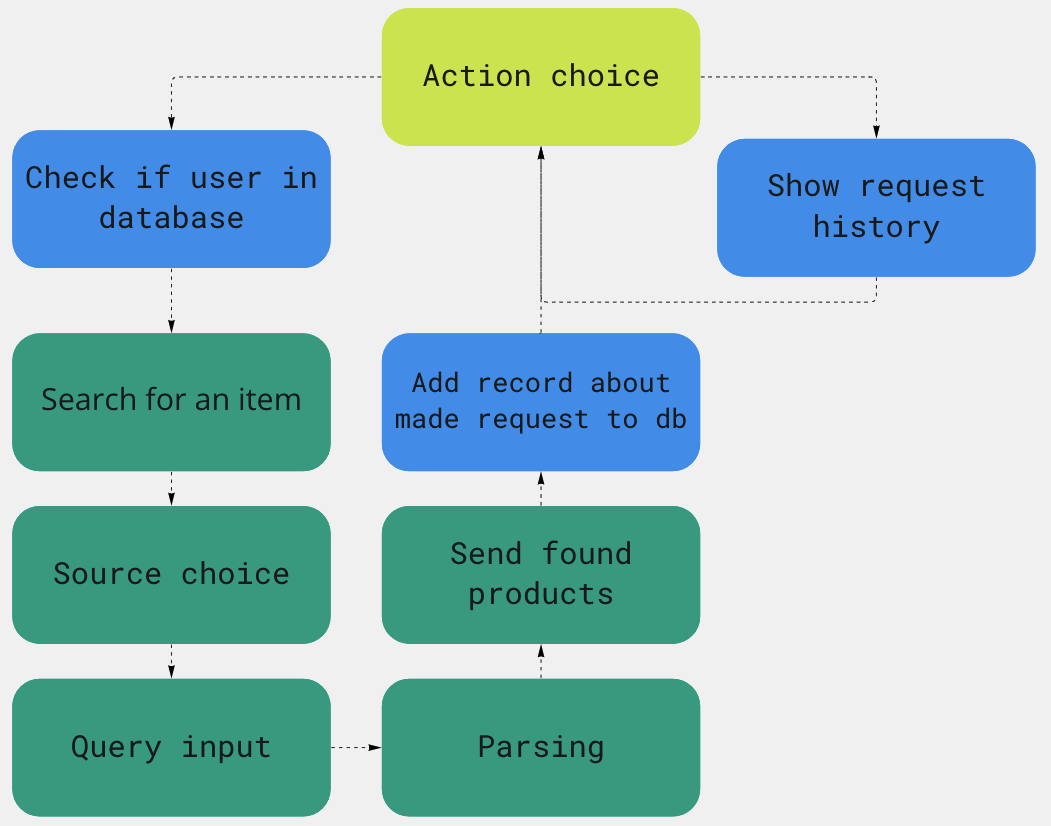 Action choice
Check if user in
database
Show request
history
Search for an item
Add record about
made request to db
Source choice
Send found
products
Query input
Parsing